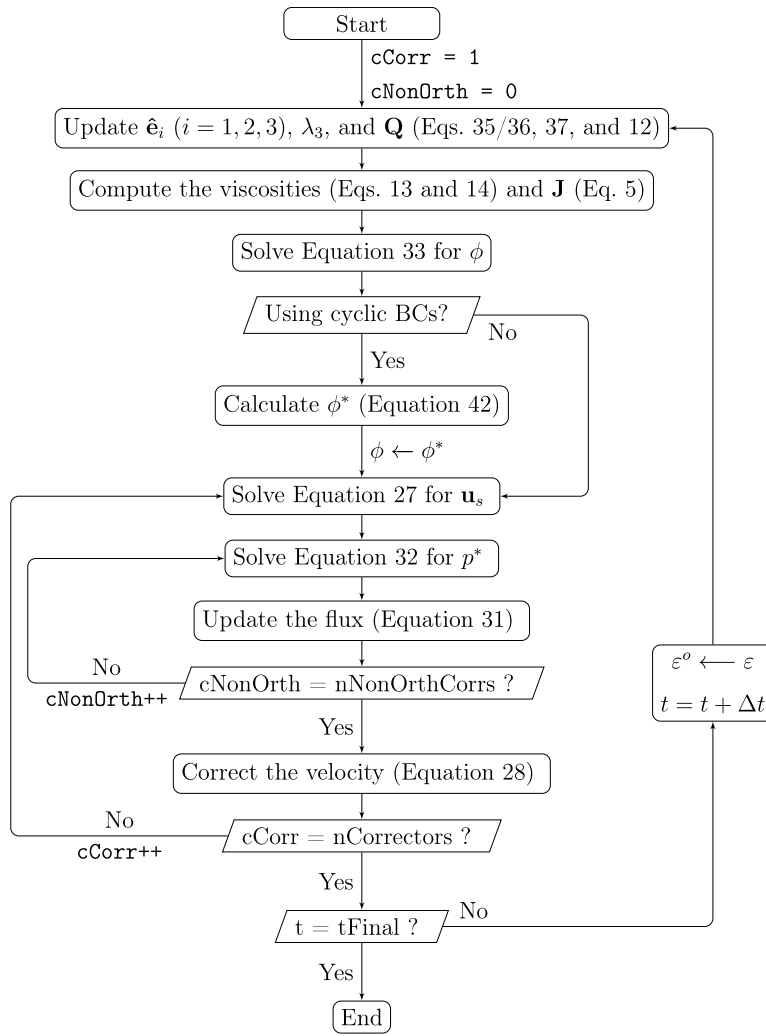 Start
cCorr = 1
cNonOrth = 0
Update ê_i (i = 1, 2, 3), λ_3, and Q (Eqs. 35/36, 37, and 12)
Compute the viscosities (Eqs. 13 and 14) and J (Eq. 5)
Solve Equation 33 for ϕ
Using cyclic BCs?
No
Yes
Calculate ϕ* (Equation 42)
ϕ ← ϕ*
Solve Equation 27 for u_s
Solve Equation 32 for p*
Update the flux (Equation 31)
No
cNonOrth++
cNonOrth = nNonOrthCorrs ?
ε^o ⟵ ε
t = t + Δt
Yes
Correct the velocity (Equation 28)
No
cCorr++
cCorr = nCorrectors ?
Yes
t = tFinal ?
No
Yes
End